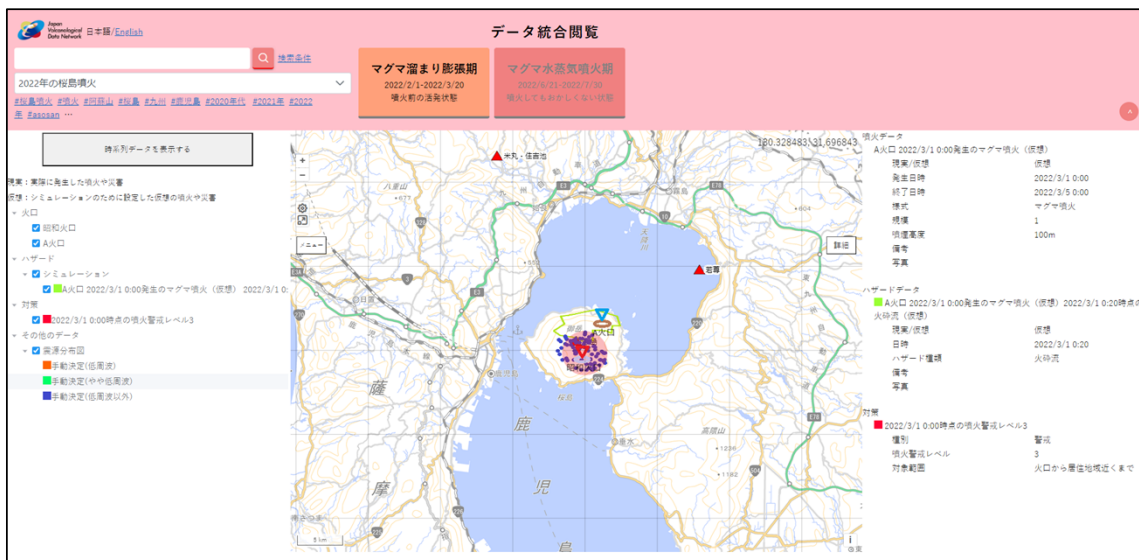 Japan
Volcanological
Data Network
日本語/English
データ統合閲覧
検索条件
2022年の桜島噴火
#桜島噴火 #噴火 #阿蘇山 #桜島 #九州 #鹿児島 #2020年代 #2021年 #2022
年 #asosan …
マグマ溜まり膨張期
2022/2/1-2022/3/20
噴火前の活発状態
マグマ水蒸気噴火期
2022/6/21-2022/7/30
噴火してもおかしくない状態
時系列データを表示する
現実:実際に発生した噴火や災害
仮想:シミュレーションのために設定した仮想の噴火や災害
火口
昭和火口
A火口
ハザード
シミュレーション
A火口 2022/3/1 0:00発生のマグマ噴火(仮想) 2022/3/1 0:
対策
2022/3/1 0:00時点の噴火警戒レベル3
その他のデータ
震源分布図
手動決定(低周波)
手動決定(やや低周波)
手動決定(低周波以外)
130.328483, 31.696843
+
−
メニュー
詳細
米丸・住吉池
八重山
677
霧島
604
若尊
御岳
A火口
桜島
鹿児島
垂水
高隈山
1236
1182
薩
摩
鹿
児
島
5 km
i
噴火データ
A火口 2022/3/1 0:00発生のマグマ噴火(仮想)
現実/仮想 仮想
発生日時 2022/3/1 0:00
終了日時 2022/3/5 0:00
様式 マグマ噴火
規模 1
噴煙高度 100m
備考
写真
ハザードデータ
A火口 2022/3/1 0:00発生のマグマ噴火(仮想) 2022/3/1 0:20時点の
火砕流(仮想)
現実/仮想 仮想
日時 2022/3/1 0:20
ハザード種類 火砕流
備考
写真
対策
2022/3/1 0:00時点の噴火警戒レベル3
種別 警戒
噴火警戒レベル 3
対象範囲 火口から居住地域近くまで